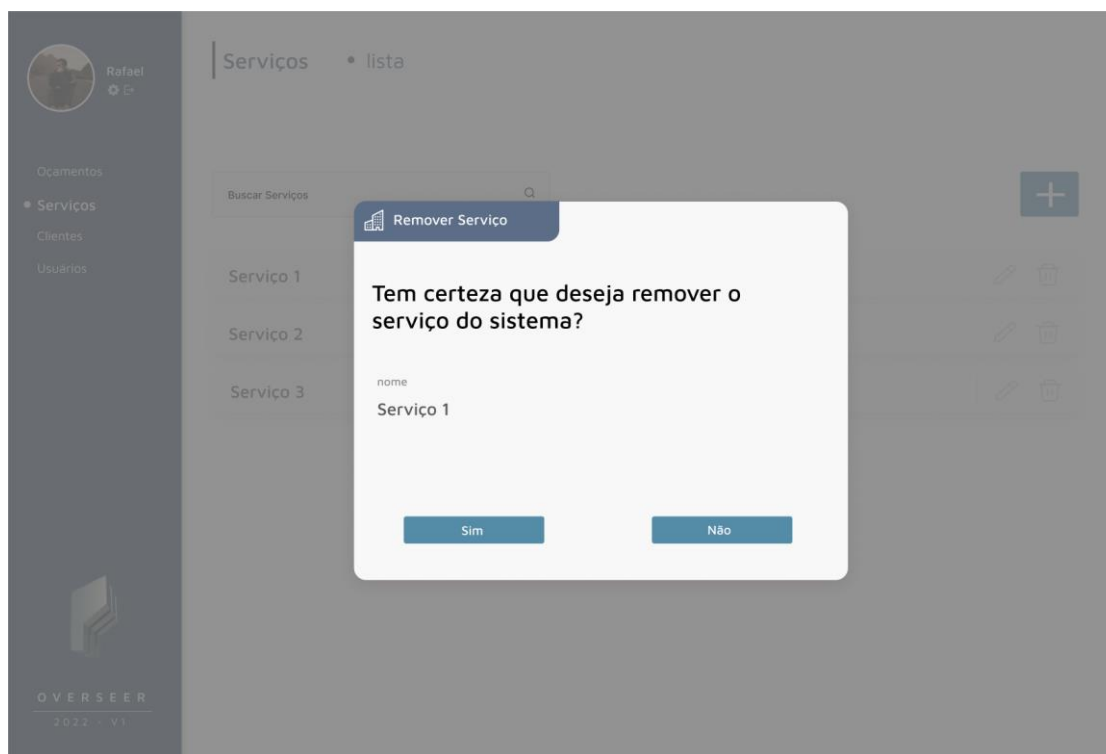 Rafael
Serviços • lista
Oçamentos
• Serviços
Clientes
Usuários
Buscar Serviços
Serviço 1
Serviço 2
Serviço 3
Remover Serviço
Tem certeza que deseja remover o
serviço do sistema?
nome
Serviço 1
Sim
Não
OVERSEER
2022 - V1